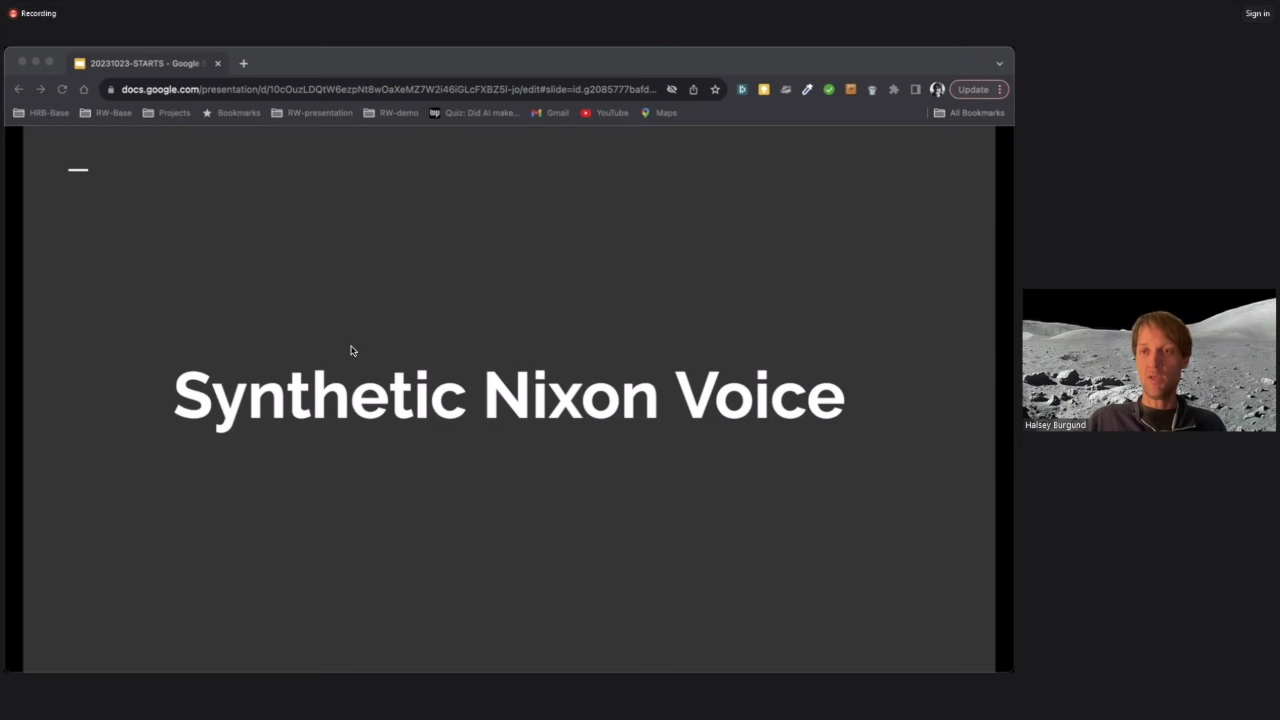 Recording
Sign in
20231023-STARTS - Google S
docs.google.com/presentation/d/10cOuzLDQtW6ezpNt8wOaXeMZ7W2i46iGLcFXBZ5I-jo/edit#slide=id.g2085777bafd...
Update
HRB-Base RW-Base Projects Bookmarks RW-presentation RW-demo Quiz: Did AI make... Gmail YouTube Maps All Bookmarks
Synthetic Nixon Voice
Halsey Burgund